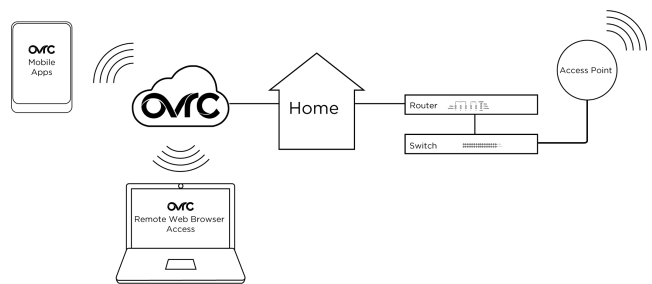 OvrC
Mobile
Apps
OvrC
Home
Router
Switch
Access Point
OvrC
Remote Web Browser
Access